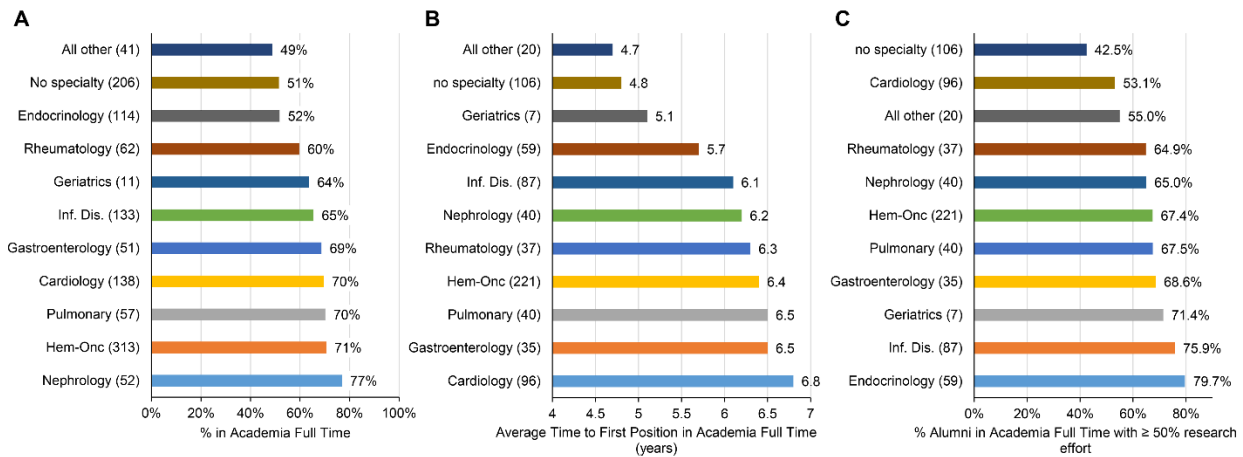 A
All other (41) 49%
No specialty (206) 51%
Endocrinology (114) 52%
Rheumatology (62) 60%
Geriatrics (11) 64%
Inf. Dis. (133) 65%
Gastroenterology (51) 69%
Cardiology (138) 70%
Pulmonary (57) 70%
Hem-Onc (313) 71%
Nephrology (52) 77%
0% 20% 40% 60% 80% 100%
% in Academia Full Time
B
All other (20) 4.7
no specialty (106) 4.8
Geriatrics (7) 5.1
Endocrinology (59) 5.7
Inf. Dis. (87) 6.1
Nephrology (40) 6.2
Rheumatology (37) 6.3
Hem-Onc (221) 6.4
Pulmonary (40) 6.5
Gastroenterology (35) 6.5
Cardiology (96) 6.8
4 4.5 5 5.5 6 6.5 7
Average Time to First Position in Academia Full Time
(years)
C
no specialty (106) 42.5%
Cardiology (96) 53.1%
All other (20) 55.0%
Rheumatology (37) 64.9%
Nephrology (40) 65.0%
Hem-Onc (221) 67.4%
Pulmonary (40) 67.5%
Gastroenterology (35) 68.6%
Geriatrics (7) 71.4%
Inf. Dis. (87) 75.9%
Endocrinology (59) 79.7%
0% 20% 40% 60% 80%
% Alumni in Academia Full Time with ≥ 50% research
effort